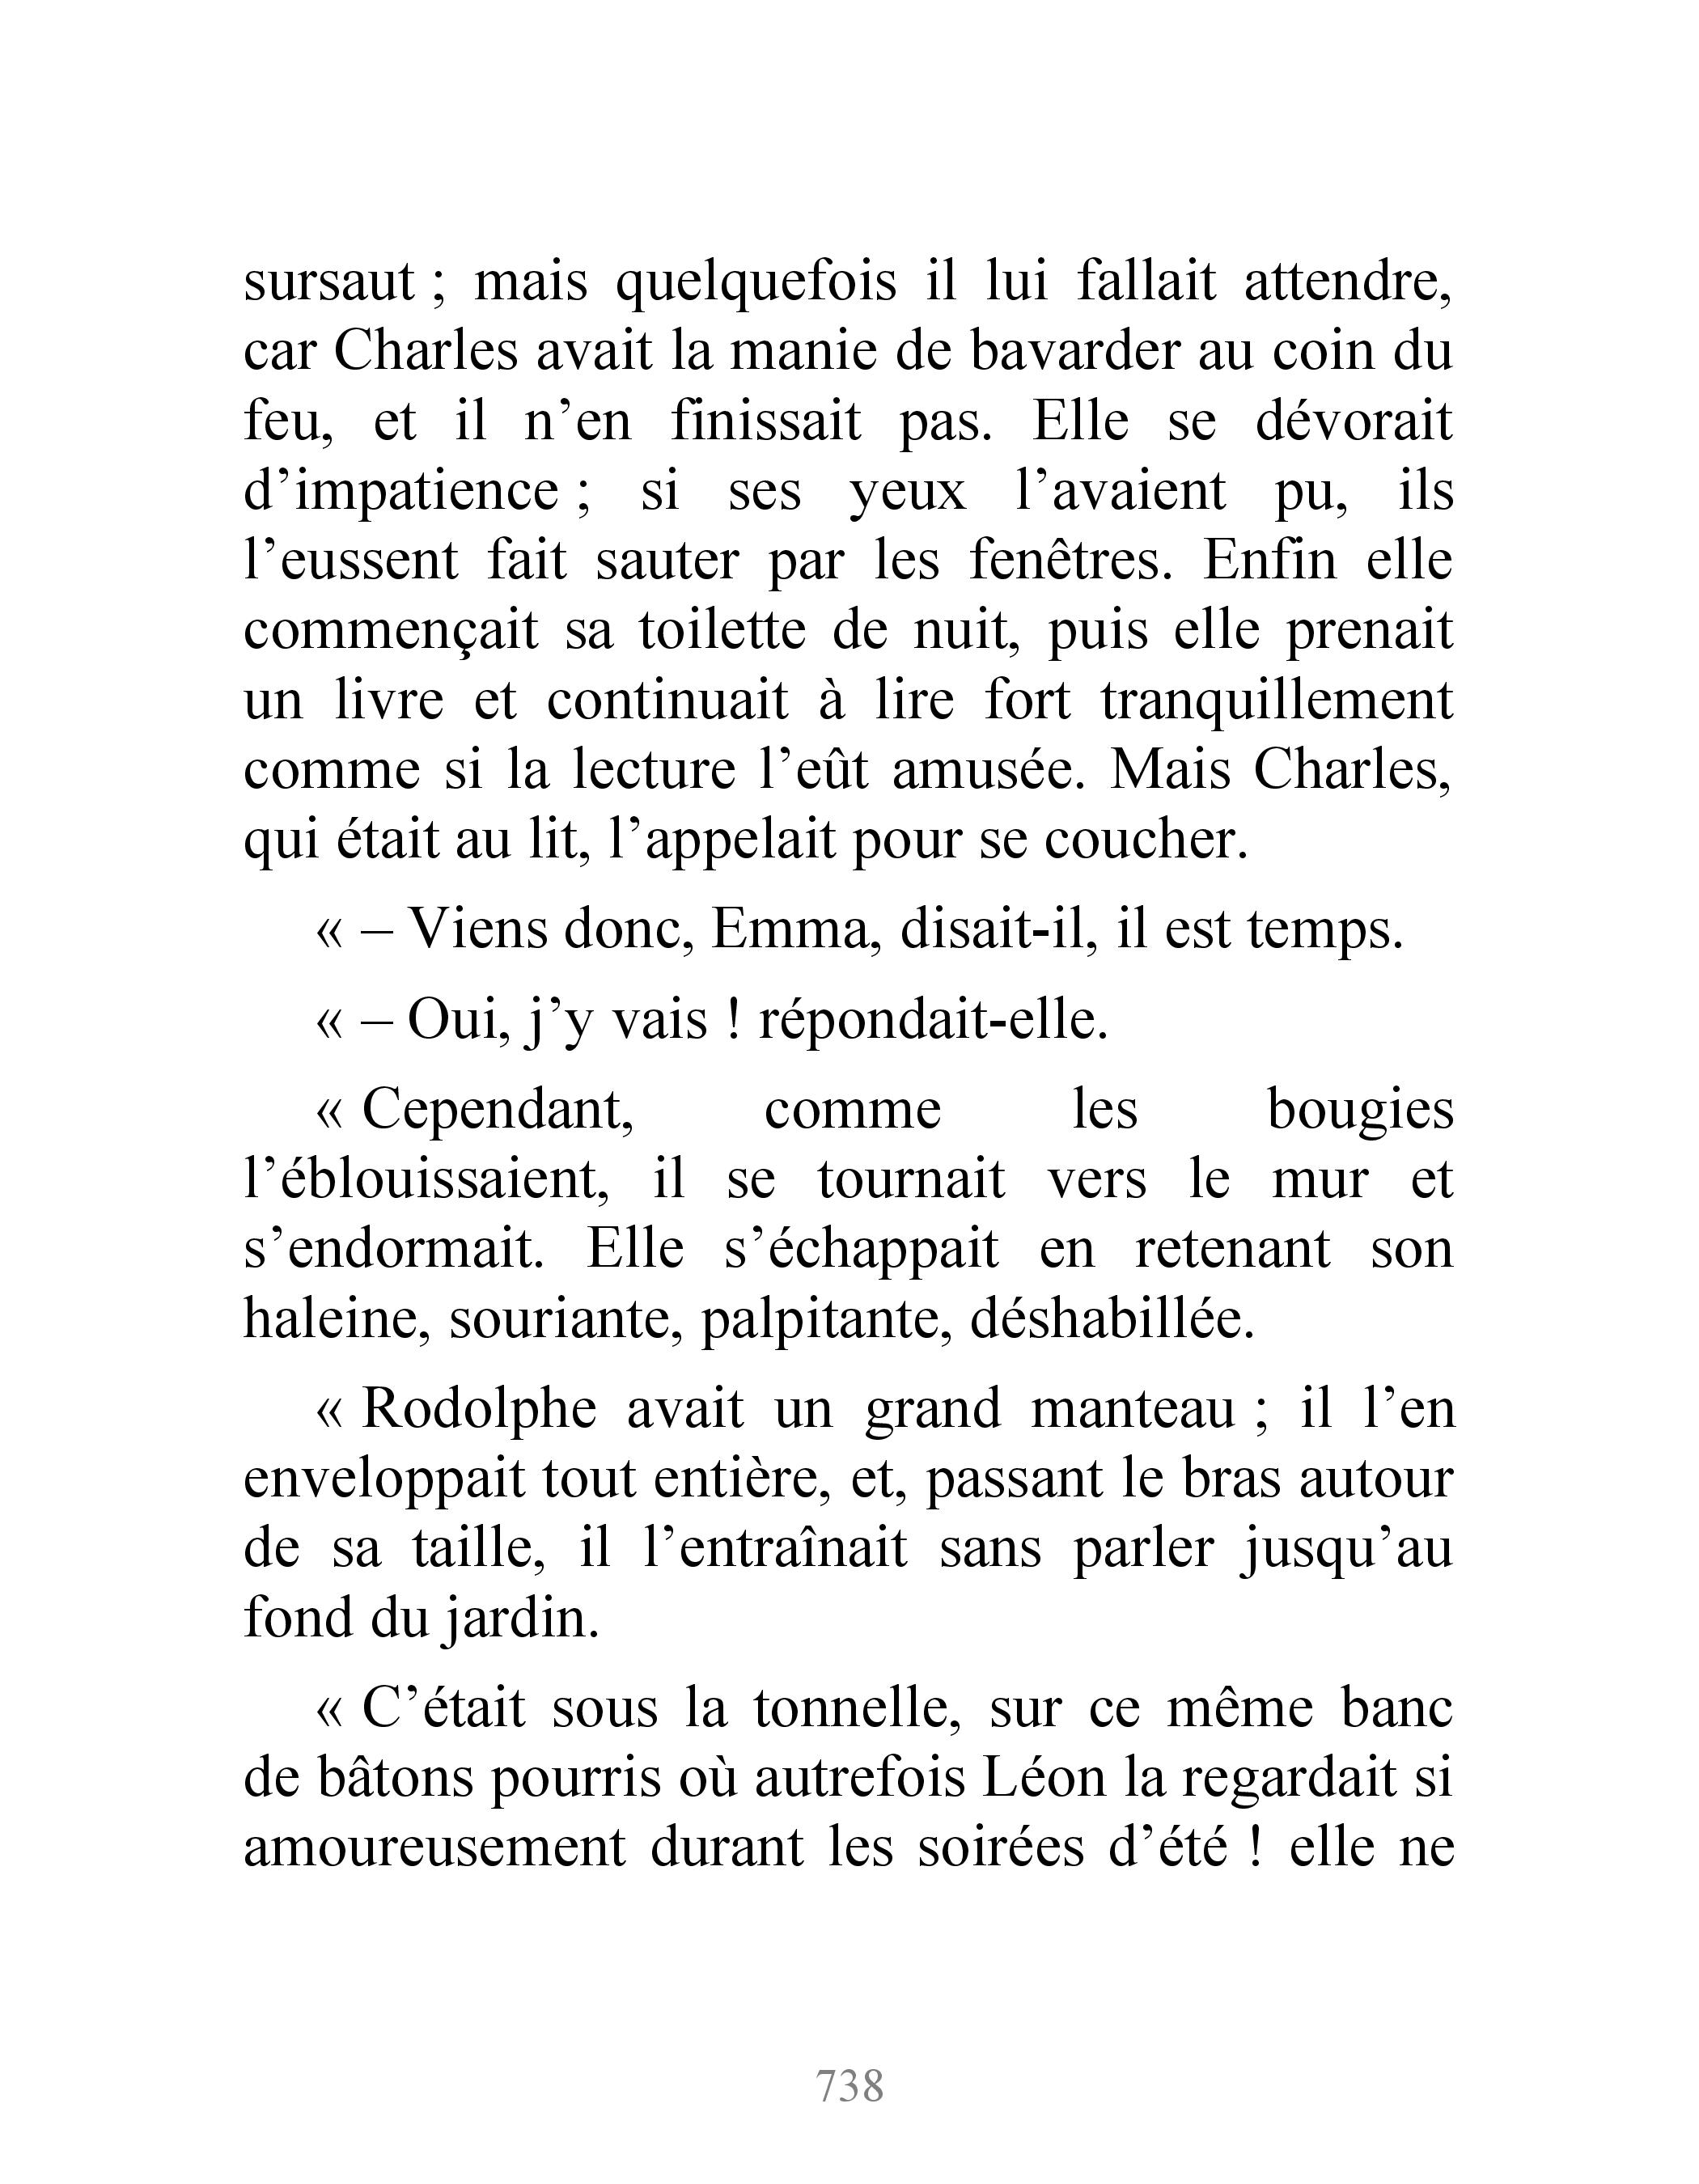 sursaut ; mais quelquefois il lui fallait attendre,
car Charles avait la manie de bavarder au coin du
feu, et il n’en finissait pas. Elle se dévorait
d’impatience ; si ses yeux l’avaient pu, ils
l’eussent fait sauter par les fenêtres. Enfin elle
commençait sa toilette de nuit, puis elle prenait
un livre et continuait à lire fort tranquillement
comme si la lecture l’eût amusée. Mais Charles,
qui était au lit, l’appelait pour se coucher.
« – Viens donc, Emma, disait-il, il est temps.
« – Oui, j’y vais ! répondait-elle.
« Cependant, comme les bougies
l’éblouissaient, il se tournait vers le mur et
s’endormait. Elle s’échappait en retenant son
haleine, souriante, palpitante, déshabillée.
« Rodolphe avait un grand manteau ; il l’en
enveloppait tout entière, et, passant le bras autour
de sa taille, il l’entraînait sans parler jusqu’au
fond du jardin.
« C’était sous la tonnelle, sur ce même banc
de bâtons pourris où autrefois Léon la regardait si
amoureusement durant les soirées d’été ! elle ne
738